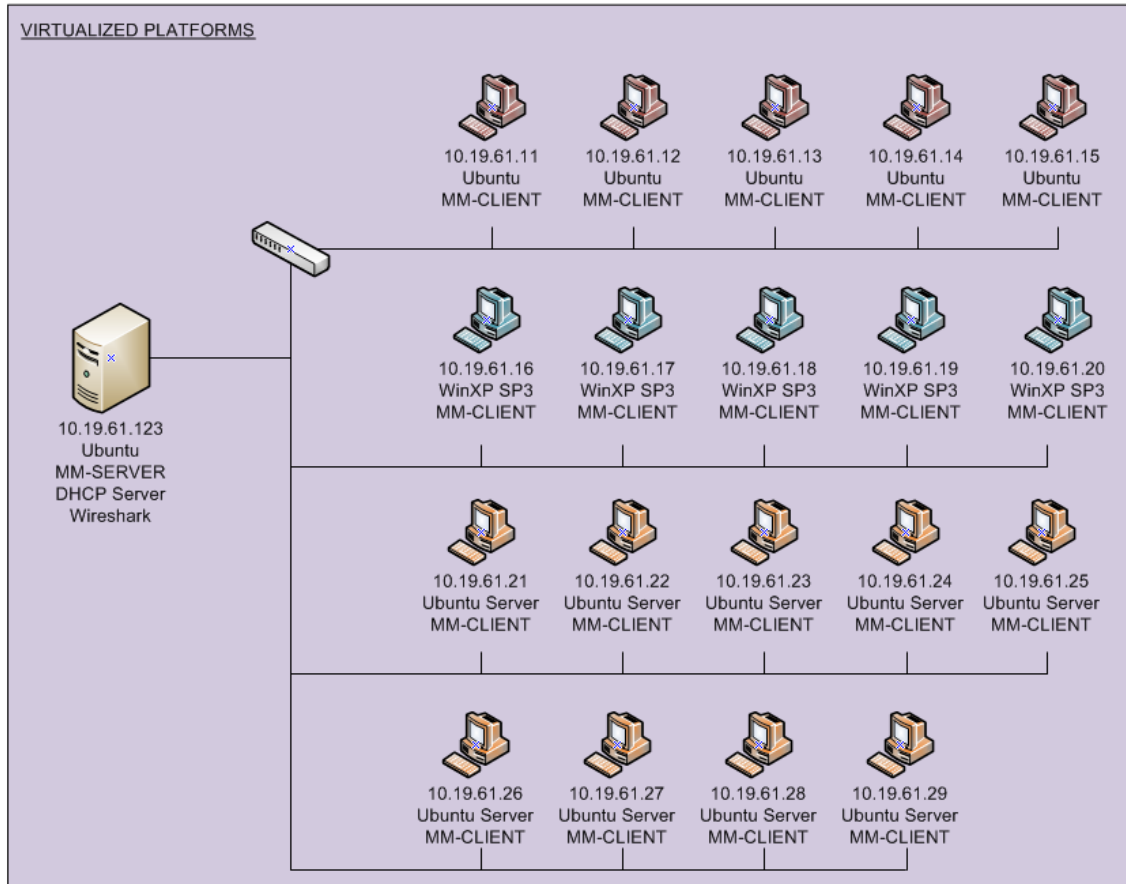 VIRTUALIZED PLATFORMS
10.19.61.11
Ubuntu
MM-CLIENT
10.19.61.12
Ubuntu
MM-CLIENT
10.19.61.13
Ubuntu
MM-CLIENT
10.19.61.14
Ubuntu
MM-CLIENT
10.19.61.15
Ubuntu
MM-CLIENT
10.19.61.16
WinXP SP3
MM-CLIENT
10.19.61.17
WinXP SP3
MM-CLIENT
10.19.61.18
WinXP SP3
MM-CLIENT
10.19.61.19
WinXP SP3
MM-CLIENT
10.19.61.20
WinXP SP3
MM-CLIENT
10.19.61.123
Ubuntu
MM-SERVER
DHCP Server
Wireshark
10.19.61.21
Ubuntu Server
MM-CLIENT
10.19.61.22
Ubuntu Server
MM-CLIENT
10.19.61.23
Ubuntu Server
MM-CLIENT
10.19.61.24
Ubuntu Server
MM-CLIENT
10.19.61.25
Ubuntu Server
MM-CLIENT
10.19.61.26
Ubuntu Server
MM-CLIENT
10.19.61.27
Ubuntu Server
MM-CLIENT
10.19.61.28
Ubuntu Server
MM-CLIENT
10.19.61.29
Ubuntu Server
MM-CLIENT